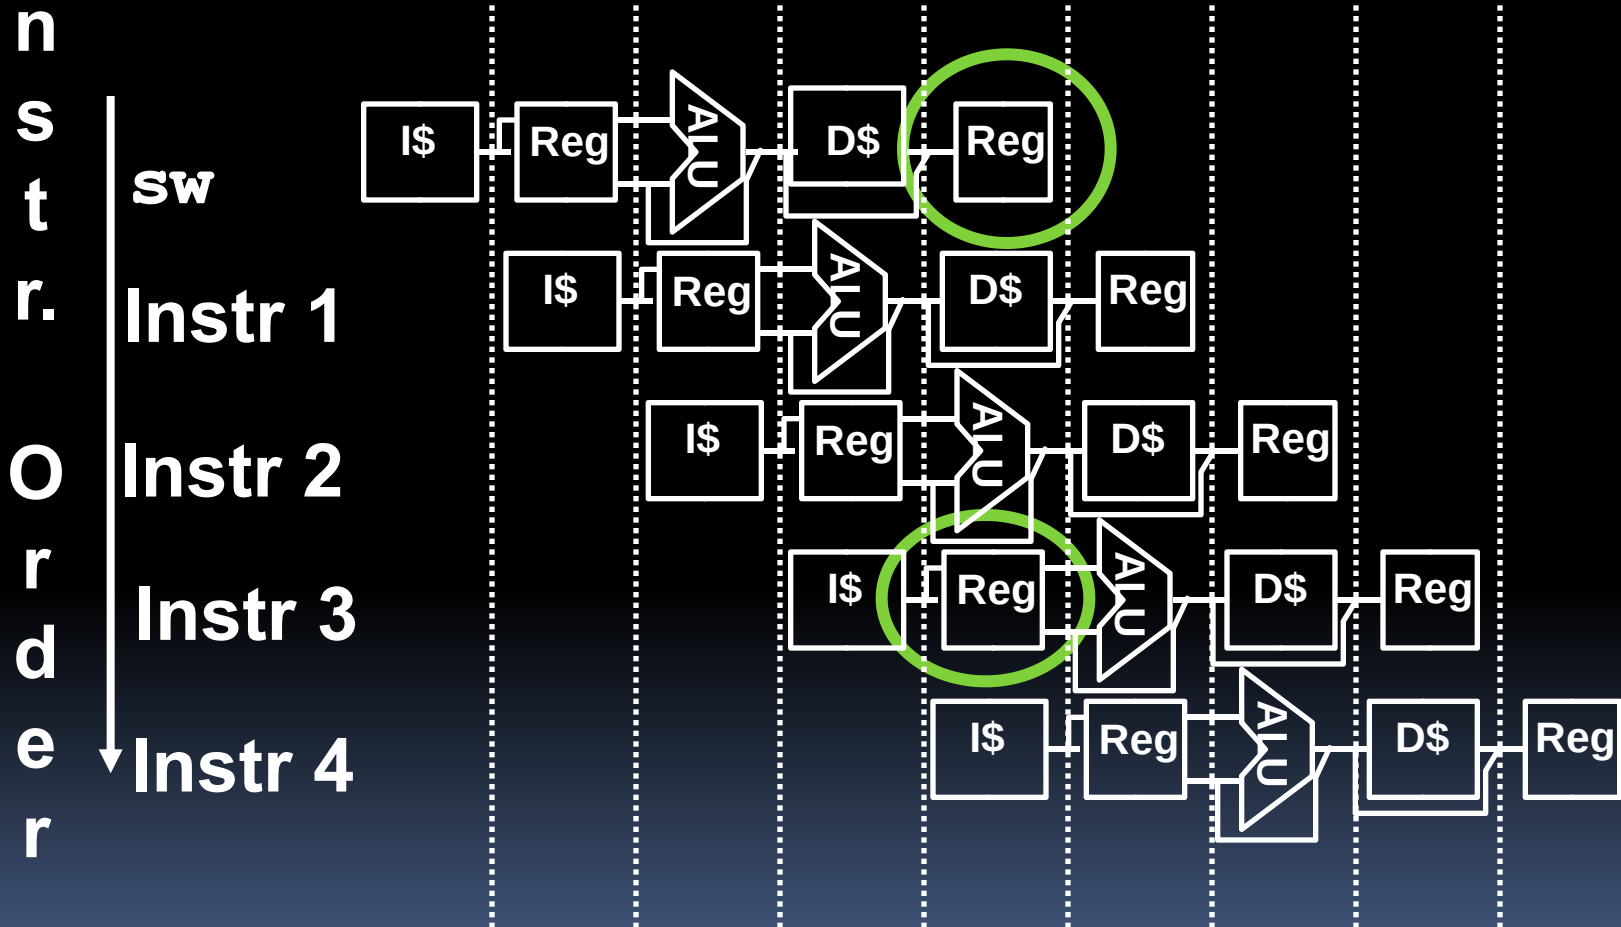 n
s
t
r.
O
r
d
e
r
sw
I$ Reg ALU D$ Reg
Instr 1
I$ Reg ALU D$ Reg
Instr 2
I$ Reg ALU D$ Reg
Instr 3
I$ Reg ALU D$ Reg
Instr 4
I$ Reg ALU D$ Reg